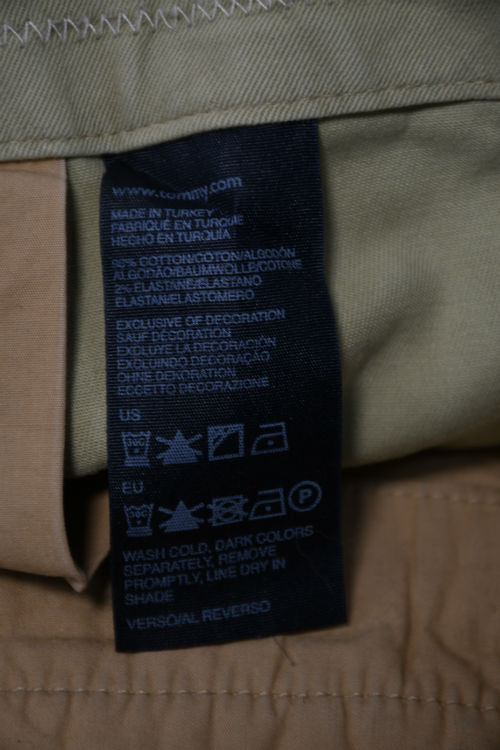 www.tommy.com
MADE IN TURKEY
FABRIQUÉ EN TURQUIE
HECHO EN TURQUÍA
98% COTTON/COTON/ALGODÓN
ALGODÃO/BAUMWOLLE/COTONE
2% ELASTANE/ELASTANO
ELASTAN/ELASTOMERO
EXCLUSIVE OF DECORATION
SAUF DÉCORATION
EXCLUYE LA DECORACIÓN
EXCLUINDO DECORAÇÃO
OHNE DEKORATION
ECCETTO DECORAZIONE
US
30C
EU
P
WASH COLD, DARK COLORS
SEPARATELY, REMOVE
PROMPTLY, LINE DRY IN
SHADE
VERSO/AL REVERSO